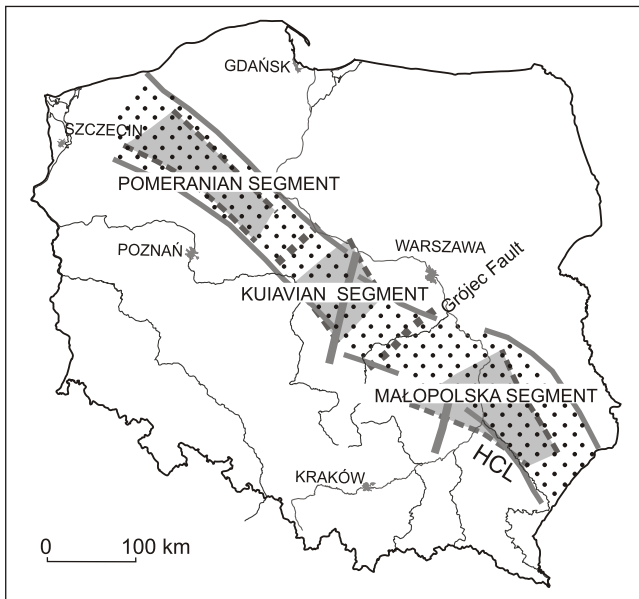 GDAŃSK
SZCZECIN
POMERANIAN SEGMENT
POZNAŃ
WARSZAWA
Grójec Fault
KUIAVIAN SEGMENT
MAŁOPOLSKA SEGMENT
HCL
KRAKÓW
0 100 km